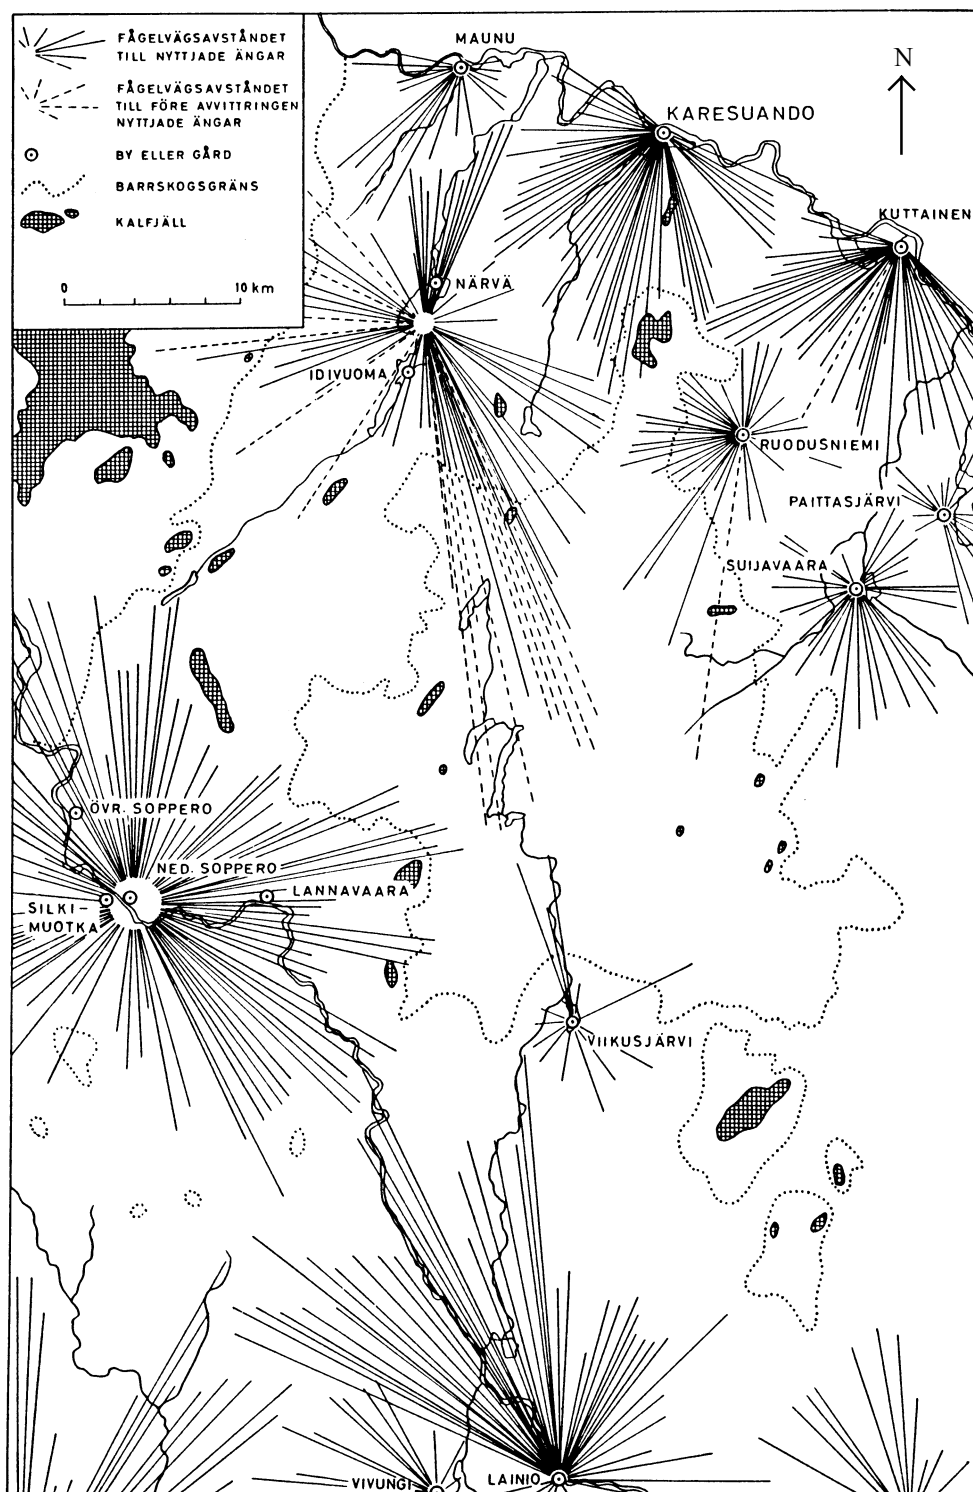 FÅGELVÄGSAVSTÅNDET
TILL NYTTJADE ÄNGAR
FÅGELVÄGSAVSTÅNDET
TILL FÖRE AVVITTRINGEN
NYTTJADE ÄNGAR
BY ELLER GÅRD
BARRSKOGSGRÄNS
KALFJÄLL
0 10 km
N
MAUNU
KARESUANDO
KUTTAINEN
NÄRVÄ
IDIVUOMA
RUODUSNIEMI
PAITTASJÄRVI
SUIJAVAARA
ÖVR. SOPPERO
NED. SOPPERO
LANNAVAARA
SILKI-
MUOTKA
VIIKUSJÄRVI
VIVUNGI
LAINIO